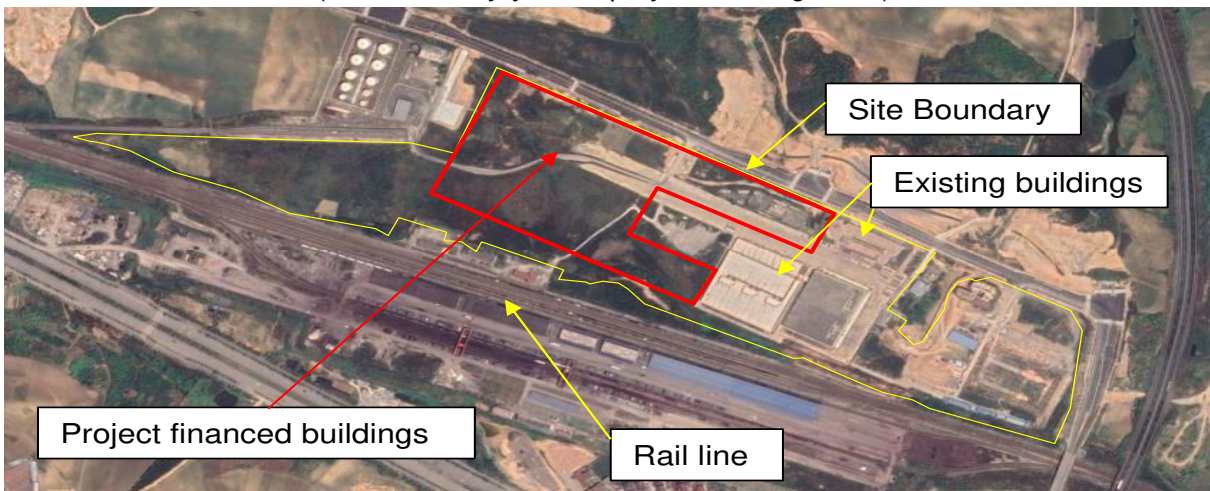 Site Boundary
Existing buildings
Project financed buildings
Rail line